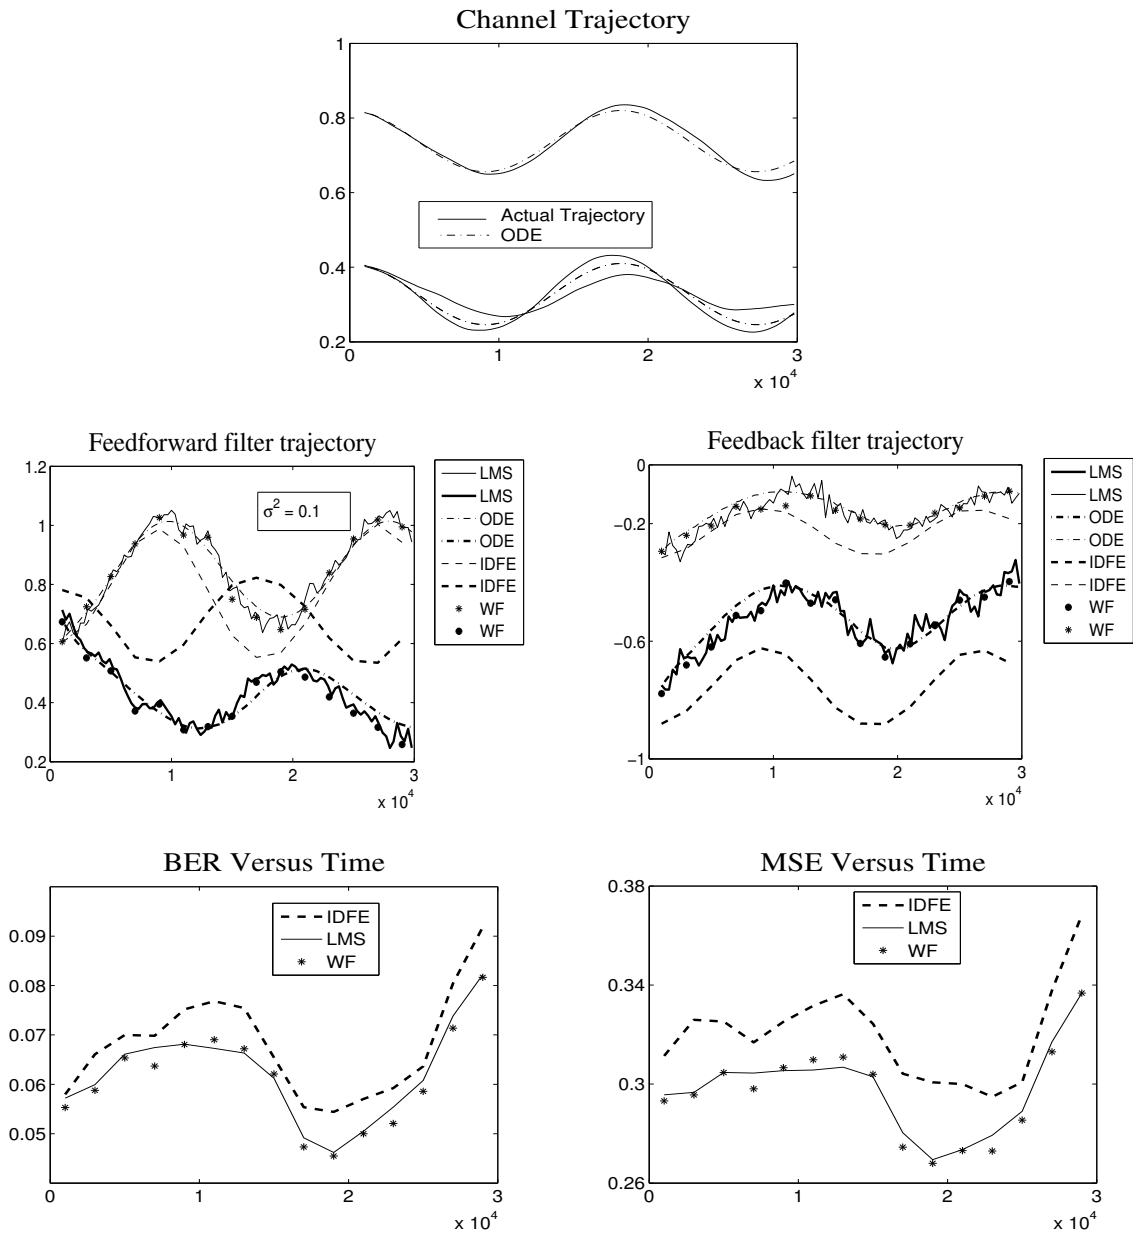 Channel Trajectory
1
0.8
0.6
0.4
0.2
Actual Trajectory
ODE
0
1
2
3
x 10^4
Feedforward filter trajectory
1.2
1
0.8
0.6
0.4
0.2
σ^2 = 0.1
0
1
2
3
x 10^4
LMS
LMS
ODE
ODE
IDFE
IDFE
WF
WF
Feedback filter trajectory
0
−0.2
−0.6
−1
0
1
2
3
x 10^4
LMS
LMS
ODE
ODE
IDFE
IDFE
WF
WF
BER Versus Time
0.09
0.08
0.07
0.06
0.05
IDFE
LMS
WF
0
1
2
3
x 10^4
MSE Versus Time
0.38
0.34
0.3
0.26
IDFE
LMS
WF
0
1
2
3
x 10^4